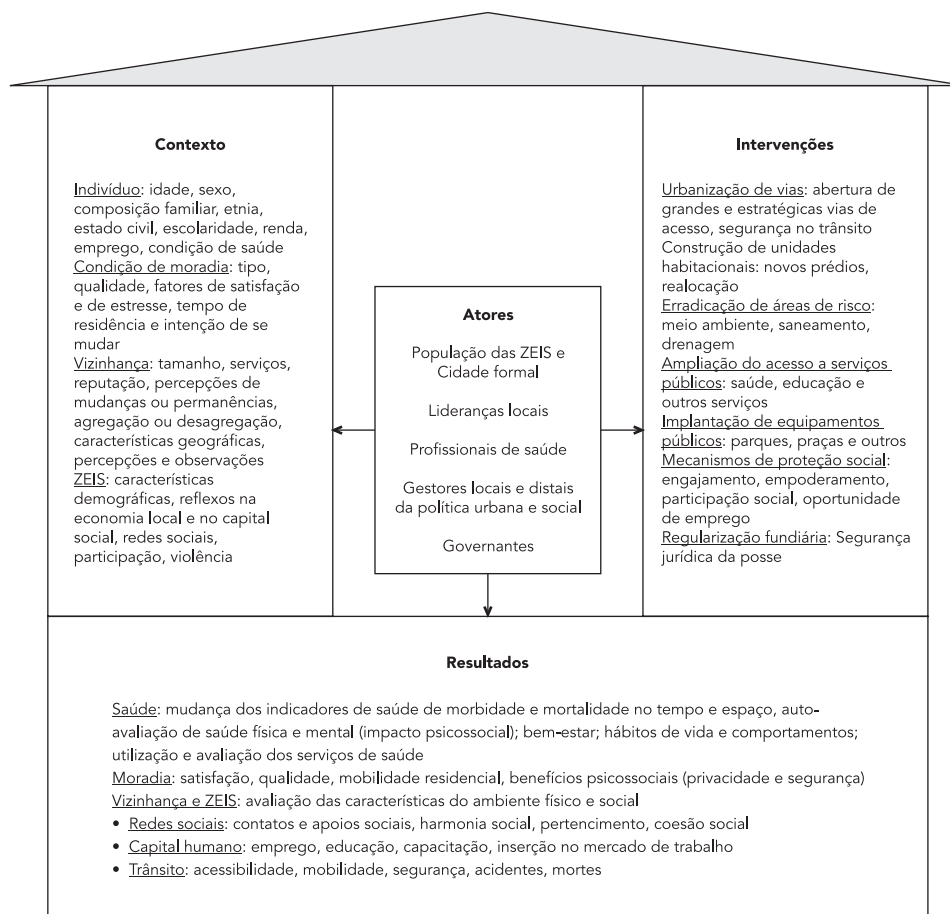 Contexto
Indivíduo: idade, sexo,
composição familiar, etnia,
estado civil, escolaridade, renda,
emprego, condição de saúde
Condição de moradia: tipo,
qualidade, fatores de satisfação
e de estresse, tempo de
residência e intenção de se
mudar
Vizinhança: tamanho, serviços,
reputação, percepções de
mudanças ou permanências,
agregação ou desagregação,
características geográficas,
percepções e observações
ZEIS: características
demográficas, reflexos na
economia local e no capital
social, redes sociais,
participação, violência
Atores
População das ZEIS e
Cidade formal
Lideranças locais
Profissionais de saúde
Gestores locais e distais
da política urbana e social
Governantes
Intervenções
Urbanização de vias: abertura de
grandes e estratégicas vias de
acesso, segurança no trânsito
Construção de unidades
habitacionais: novos prédios,
realocação
Erradicação de áreas de risco:
meio ambiente, saneamento,
drenagem
Ampliação do acesso a serviços
públicos: saúde, educação e
outros serviços
Implantação de equipamentos
públicos: parques, praças e outros
Mecanismos de proteção social:
engajamento, empoderamento,
participação social, oportunidade
de emprego
Regularização fundiária: Segurança
jurídica da posse
Resultados
Saúde: mudança dos indicadores de saúde de morbidade e mortalidade no tempo e espaço, auto-
avaliação de saúde física e mental (impacto psicossocial); bem-estar; hábitos de vida e comportamentos;
utilização e avaliação dos serviços de saúde
Moradia: satisfação, qualidade, mobilidade residencial, benefícios psicossociais (privacidade e segurança)
Vizinhança e ZEIS: avaliação das características do ambiente físico e social
• Redes sociais: contatos e apoios sociais, harmonia social, pertencimento, coesão social
• Capital humano: emprego, educação, capacitação, inserção no mercado de trabalho
• Trânsito: acessibilidade, mobilidade, segurança, acidentes, mortes